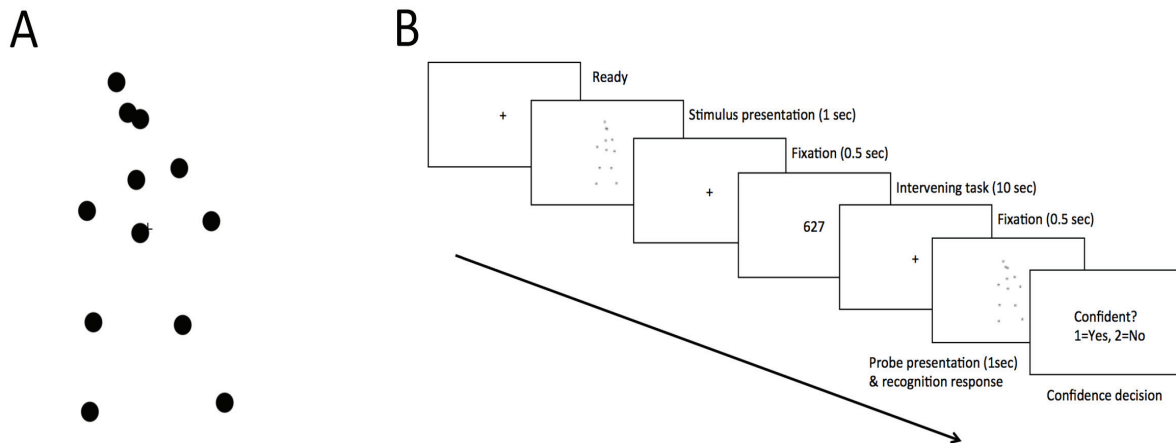 A
B
Ready
+
Stimulus presentation (1 sec)
Fixation (0.5 sec)
+
Intervening task (10 sec)
627
Fixation (0.5 sec)
+
Probe presentation (1sec)
& recognition response
Confident?
1=Yes, 2=No
Confidence decision